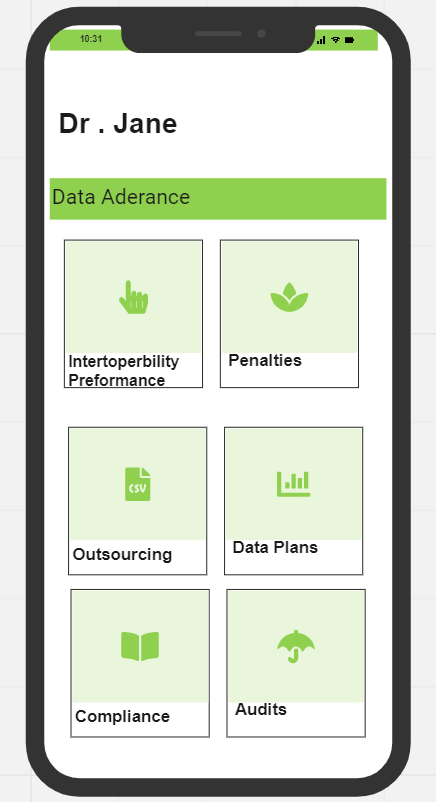 10:31
Dr . Jane
Data Aderance
Intertoperbility
Preformance
Penalties
CSV
Outsourcing
Data Plans
Compliance
Audits